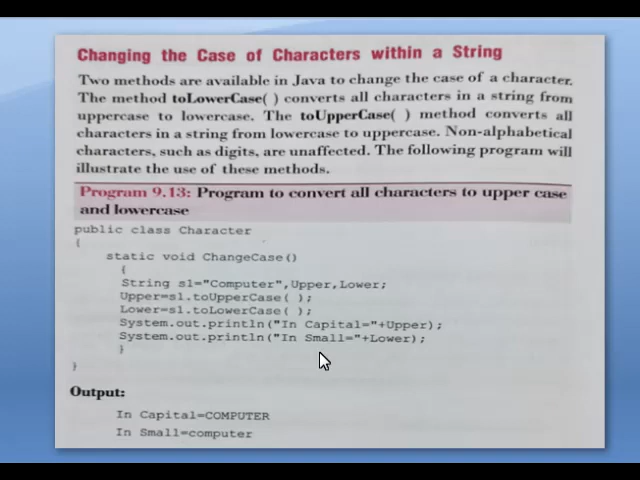 Changing the Case of Characters within a String
Two methods are available in Java to change the case of a character.
The method toLowerCase( ) converts all characters in a string from
uppercase to lowercase. The toUpperCase( ) method converts all
characters in a string from lowercase to uppercase. Non-alphabetical
characters, such as digits, are unaffected. The following program will
illustrate the use of these methods.
Program 9.13: Program to convert all characters to upper case
and lowercase
public class Character
{
static void ChangeCase()
{
String s1="Computer",Upper,Lower;
Upper=s1.toUpperCase( );
Lower=s1.toLowerCase( );
System.out.println("In Capital="+Upper);
System.out.println("In Small="+Lower);
}
}
Output:
In Capital=COMPUTER
In Small=computer